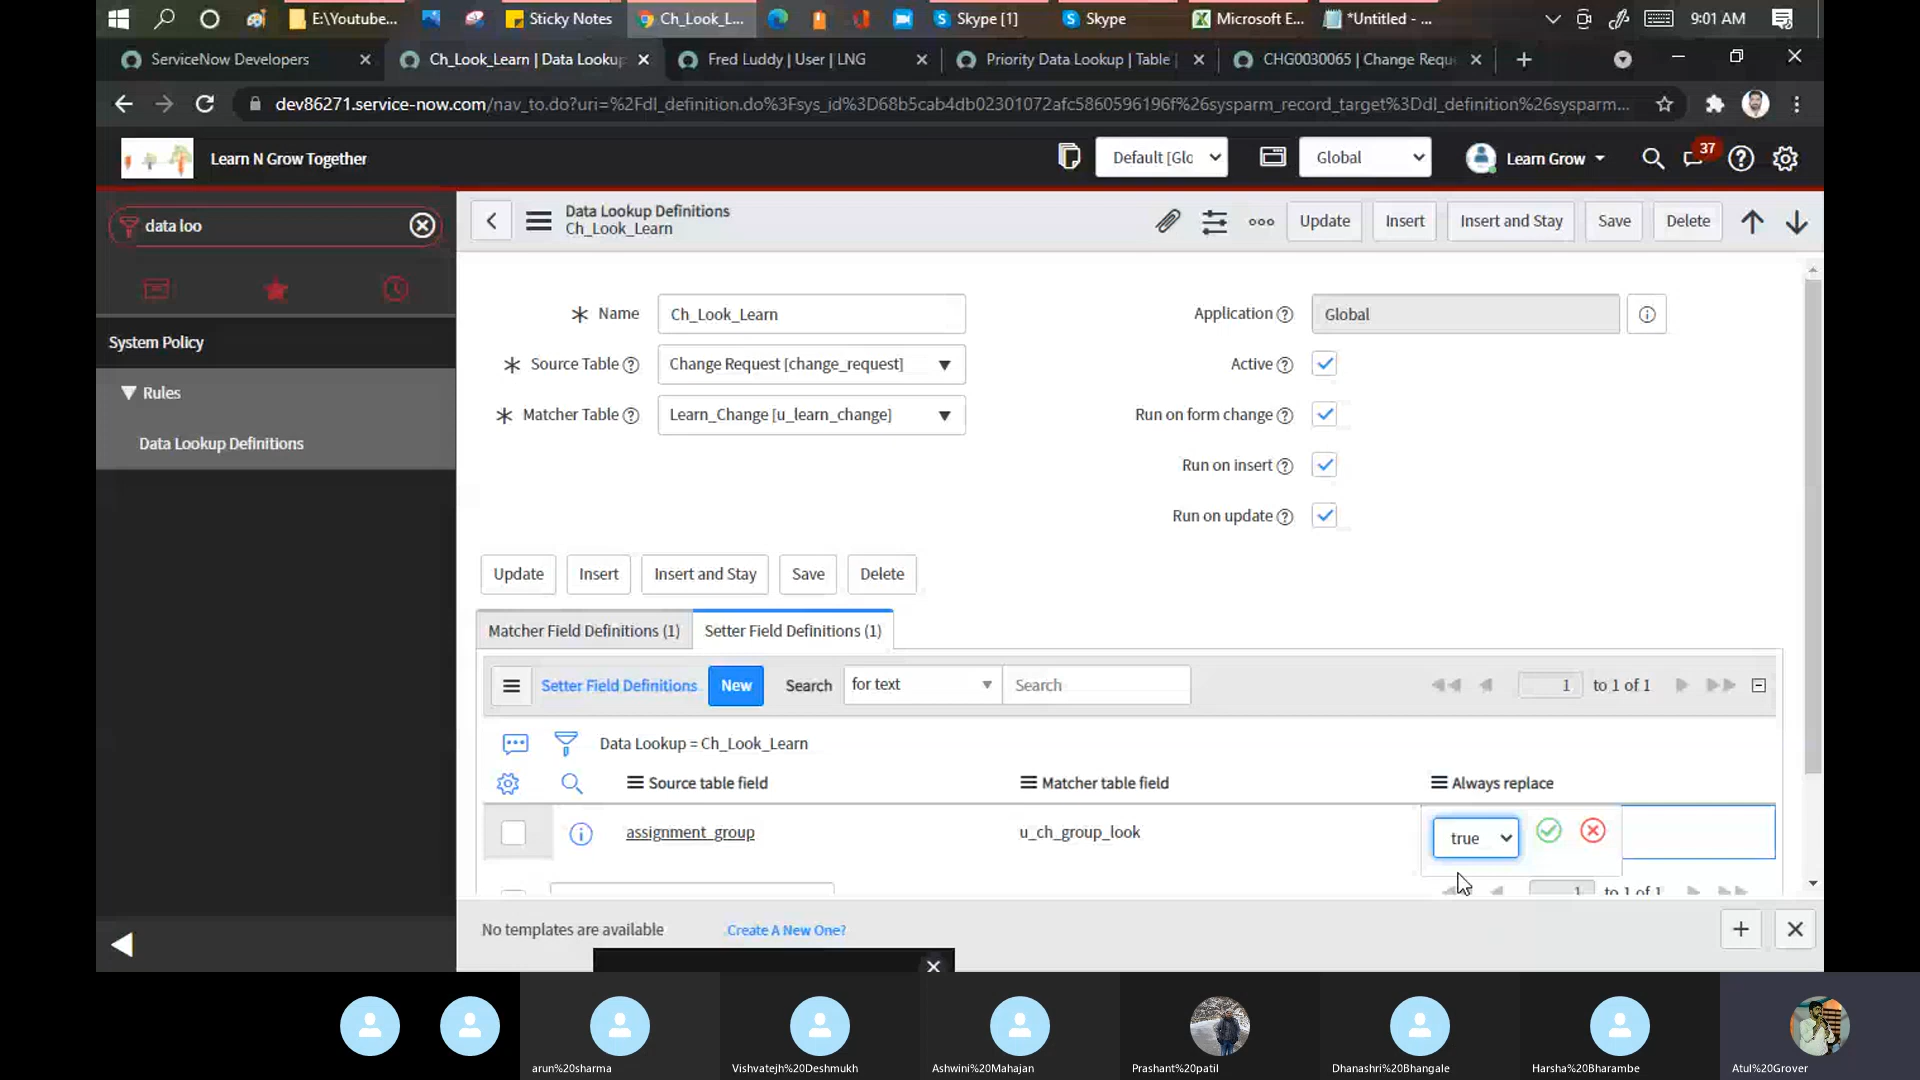 E:\Youtube...
Sticky Notes
Ch_Look_L...
Skype [1]
Skype
Microsoft E...
*Untitled - ...
9:01 AM
ServiceNow Developers
Ch_Look_Learn | Data Lookup
Fred Luddy | User | LNG
Priority Data Lookup | Table
CHG0030065 | Change Requ
dev86271.service-now.com/nav_to.do?uri=%2Fdl_definition.do%3Fsys_id%3D68b5cab4db02301072afc5860596196f%26sysparm_record_target%3Ddl_definition%26sysparm...
Learn N Grow Together
Default [Glo
Global
Learn Grow
37
data loo
Data Lookup Definitions
Ch_Look_Learn
Update
Insert
Insert and Stay
Save
Delete
System Policy
Rules
Data Lookup Definitions
Name
Ch_Look_Learn
Application
Global
Source Table
Change Request [change_request]
Active
Matcher Table
Learn_Change [u_learn_change]
Run on form change
Run on insert
Run on update
Update
Insert
Insert and Stay
Save
Delete
Matcher Field Definitions (1)
Setter Field Definitions (1)
Setter Field Definitions
New
Search
for text
Search
1
to 1 of 1
Data Lookup = Ch_Look_Learn
Source table field
Matcher table field
Always replace
assignment_group
u_ch_group_look
true
1
to 1 of 1
No templates are available
Create A New One?
arun%20sharma
Vishvatejh%20Deshmukh
Ashwini%20Mahajan
Prashant%20patil
Dhanashri%20Bhangale
Harsha%20Bharambe
Atul%20Grover